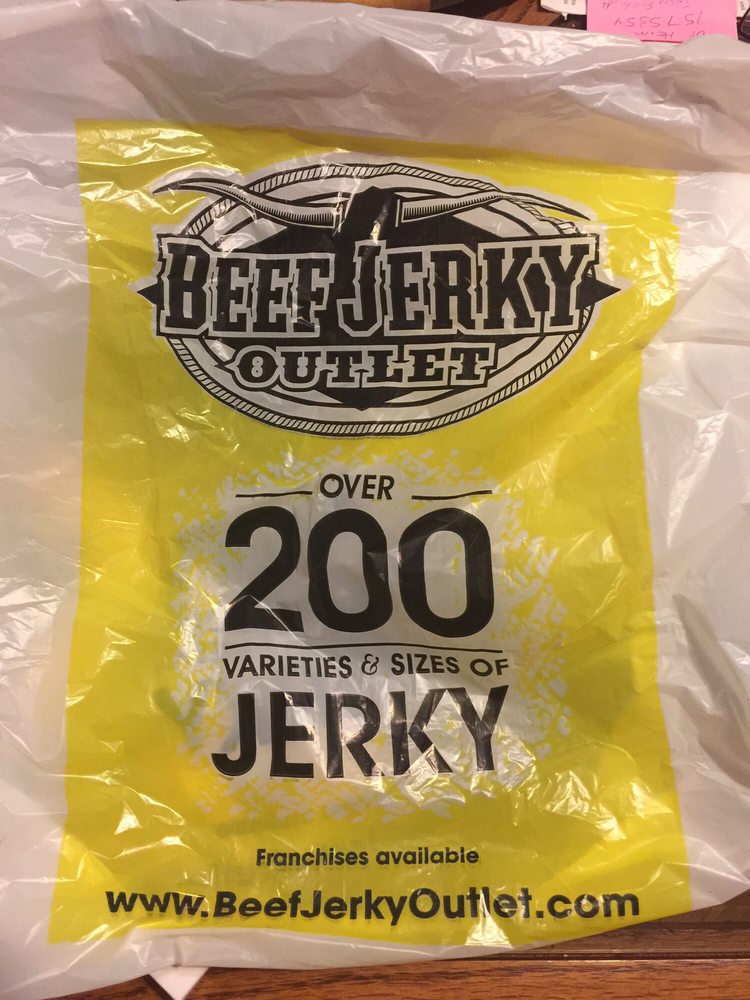 BEEF JERKY
OUTLET
OVER
200
VARIETIES & SIZES OF
JERKY
Franchises available
www.BeefJerkyOutlet.com